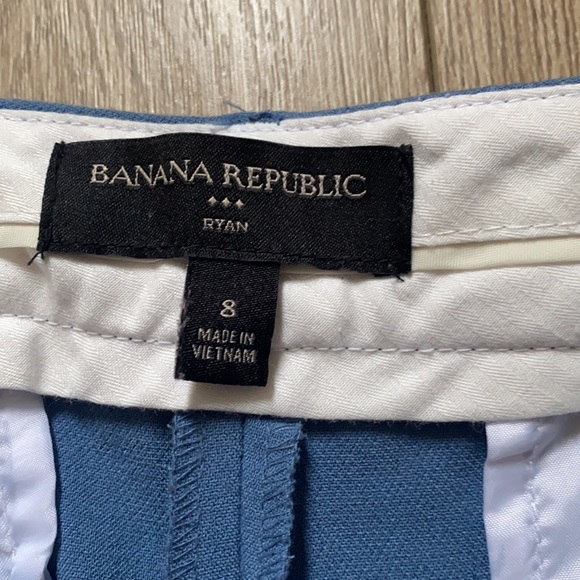 BANANA REPUBLIC
RYAN
8
MADE IN
VIETNAM